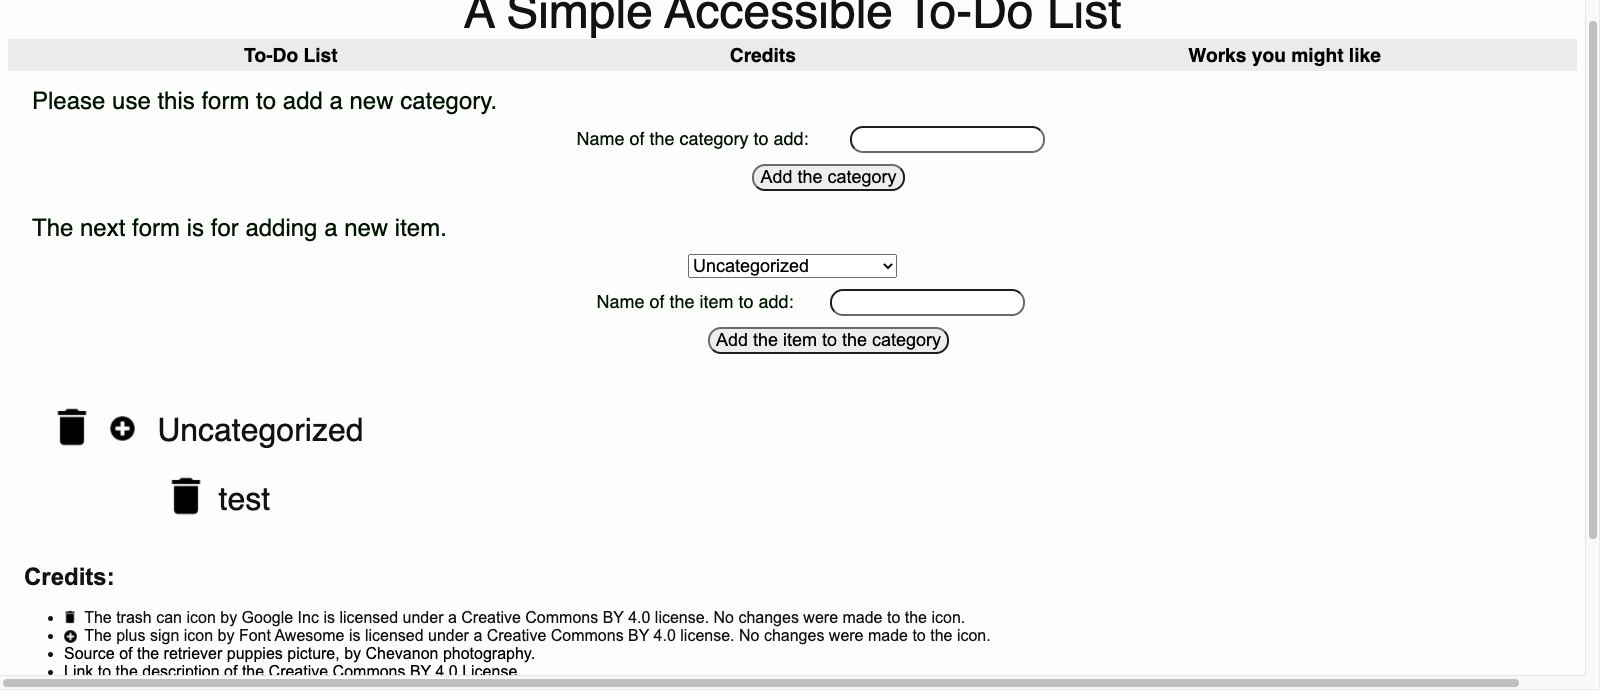 A Simple Accessible To-Do List
To-Do List Credits Works you might like
Please use this form to add a new category.
Name of the category to add:
Add the category
The next form is for adding a new item.
Uncategorized
Name of the item to add:
Add the item to the category
Uncategorized
test
Credits:
The trash can icon by Google Inc is licensed under a Creative Commons BY 4.0 license. No changes were made to the icon.
The plus sign icon by Font Awesome is licensed under a Creative Commons BY 4.0 license. No changes were made to the icon.
Source of the retriever puppies picture, by Chevanon photography.
Link to the description of the Creative Commons BY 4.0 License